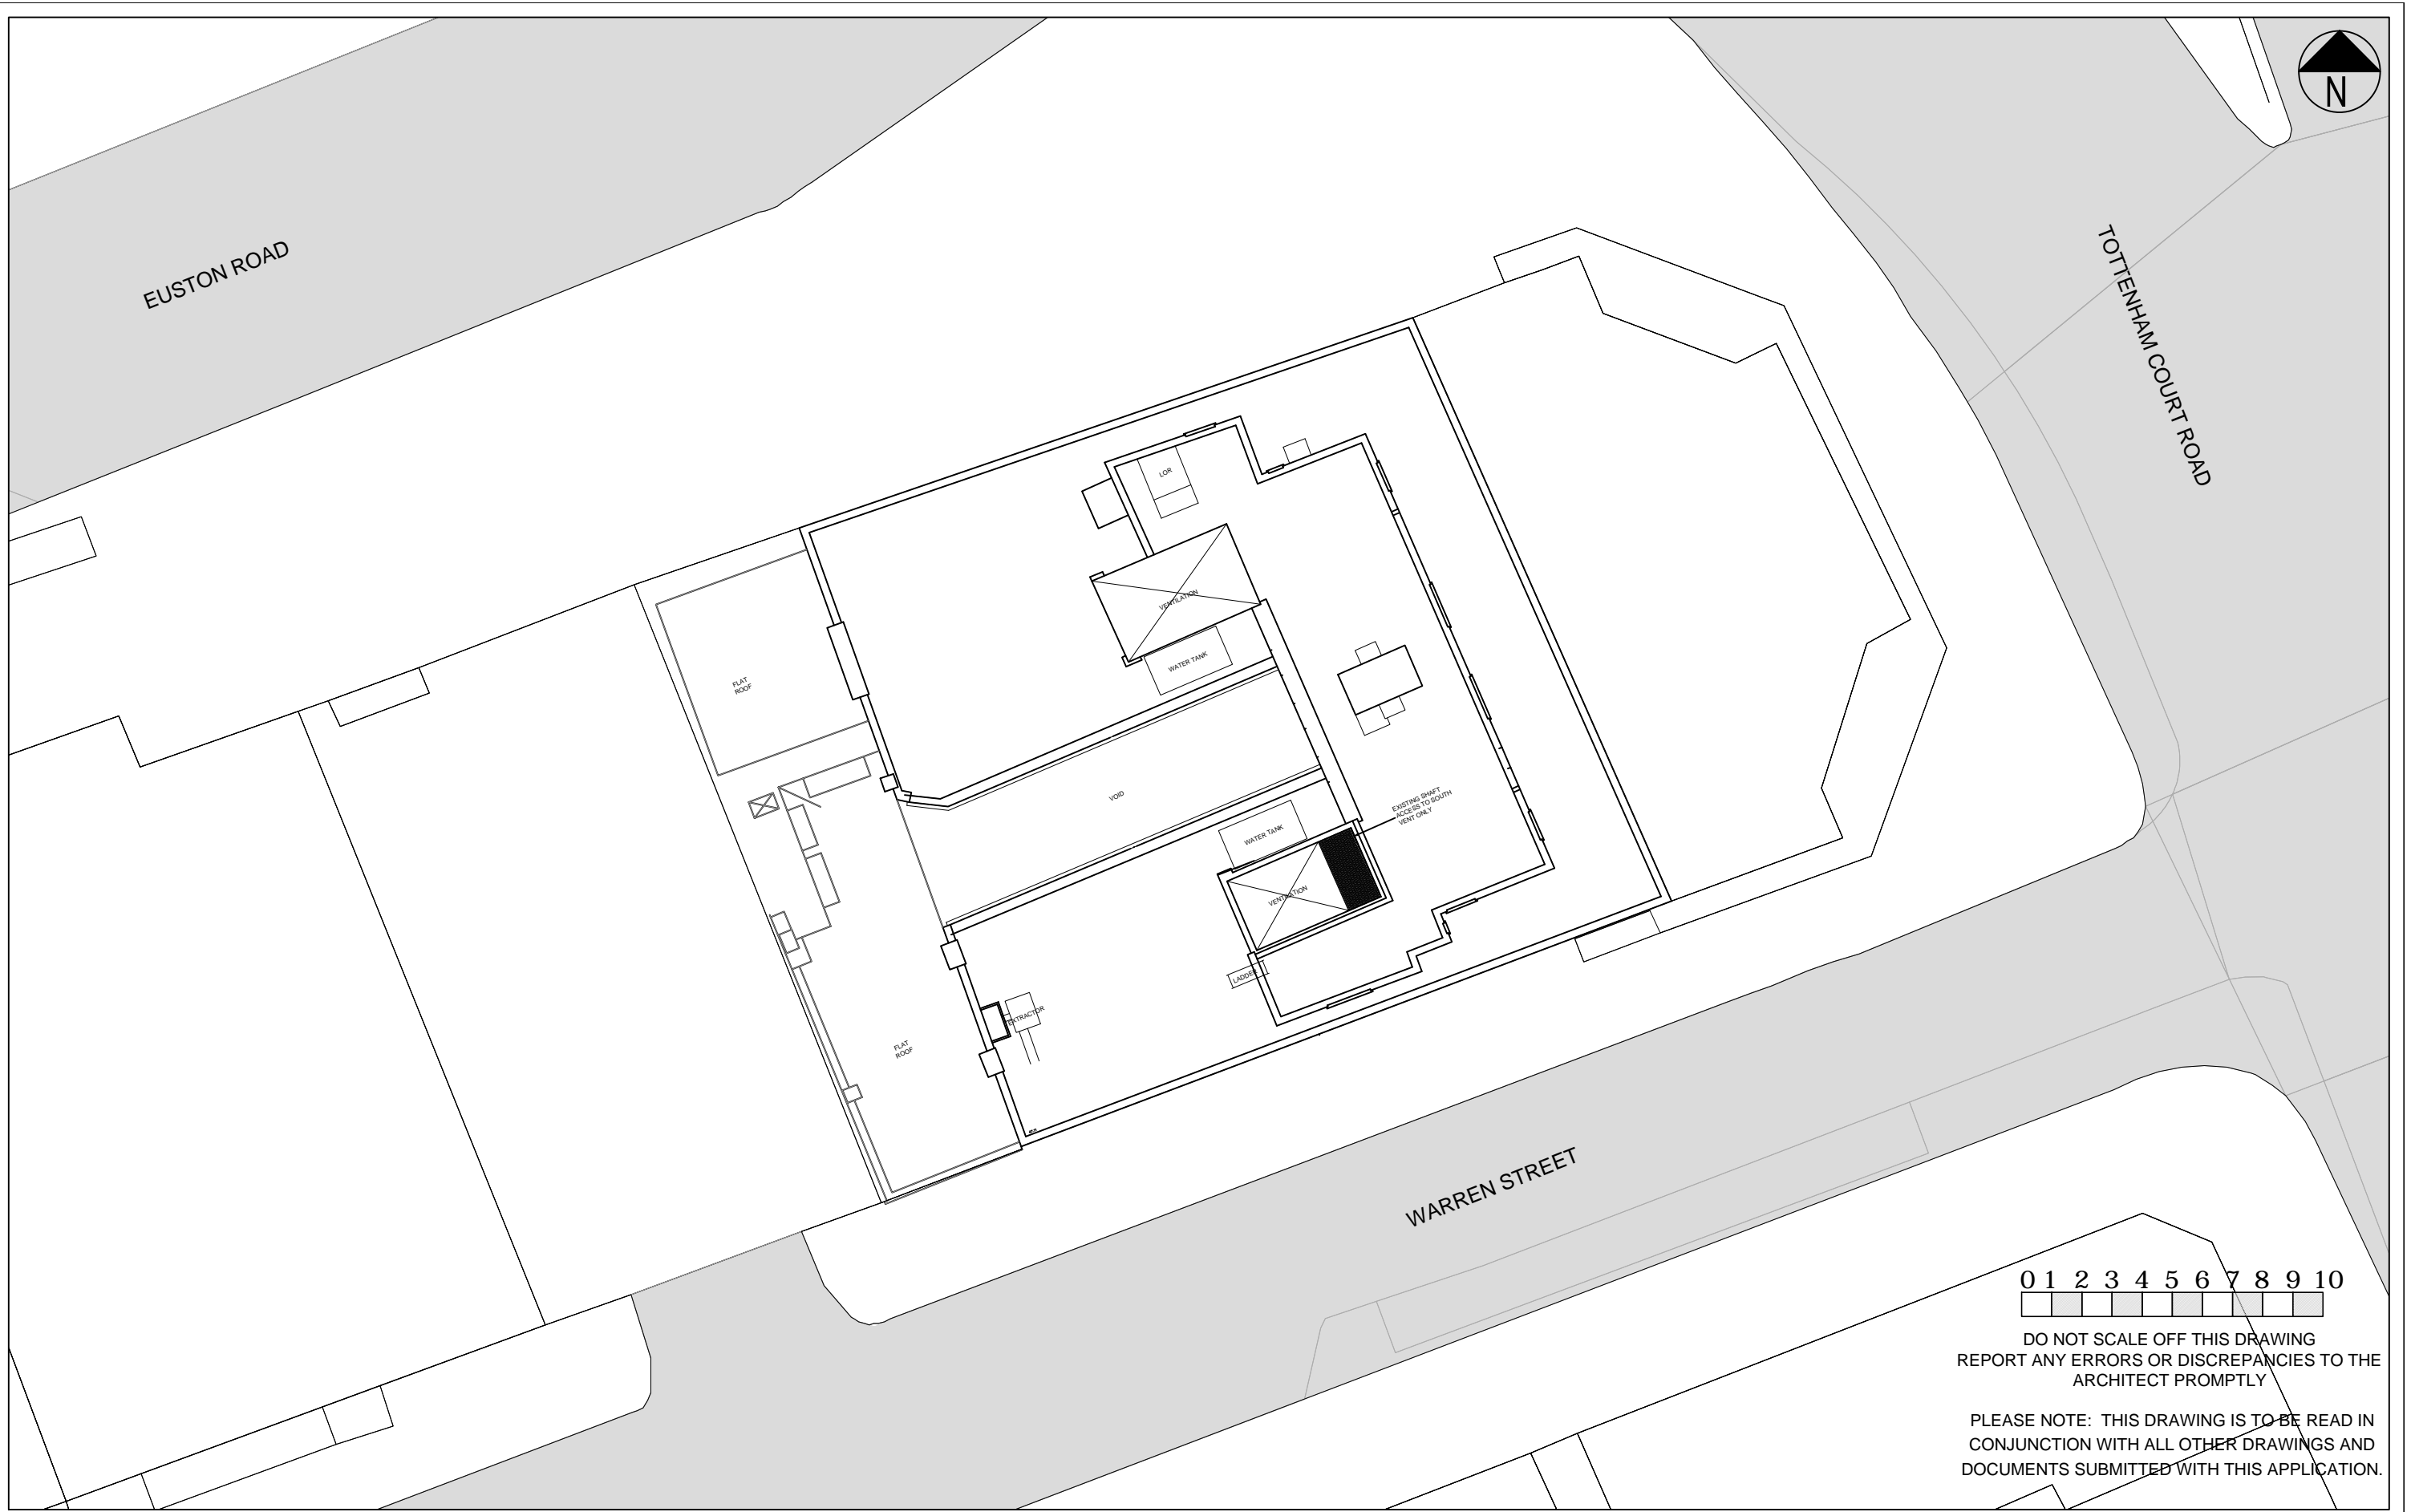 N
EUSTON ROAD
TOTTENHAM COURT ROAD
LOR
VENTILATION
WATER TANK
FLAT
ROOF
VOID
EXISTING SHAFT
ACCESS TO SOUTH
VENT ONLY
WATER TANK
VENTILATION
LADDER
EXTRACTOR
FLAT
ROOF
WARREN STREET
0 1 2 3 4 5 6 7 8 9 10
DO NOT SCALE OFF THIS DRAWING
REPORT ANY ERRORS OR DISCREPANCIES TO THE
ARCHITECT PROMPTLY
PLEASE NOTE: THIS DRAWING IS TO BE READ IN
CONJUNCTION WITH ALL OTHER DRAWINGS AND
DOCUMENTS SUBMITTED WITH THIS APPLICATION.